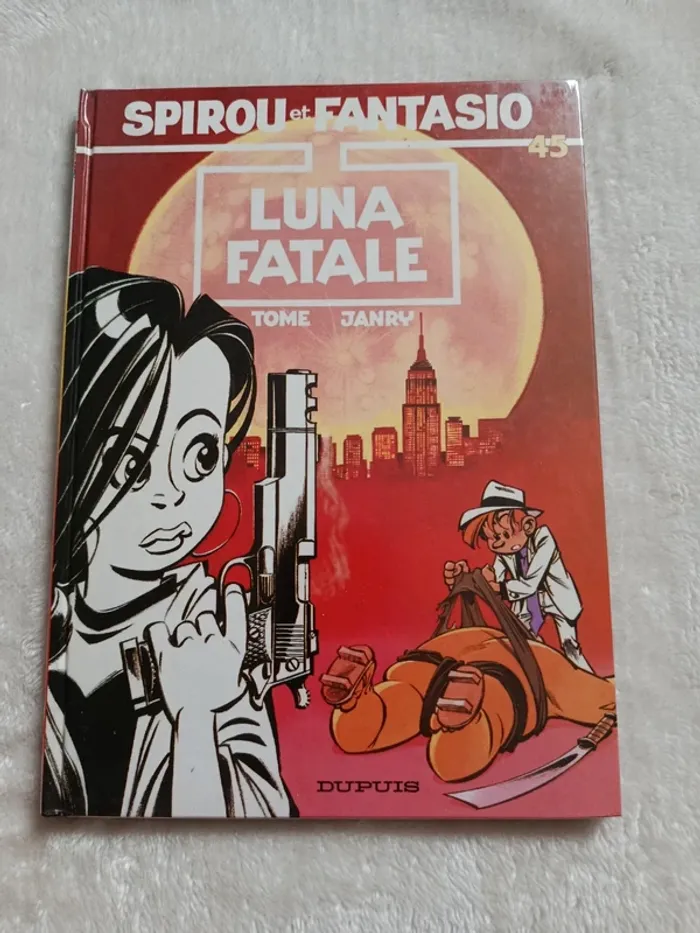 SPIROU et FANTASIO
45
LUNA
FATALE
TOME JANRY
DUPUIS